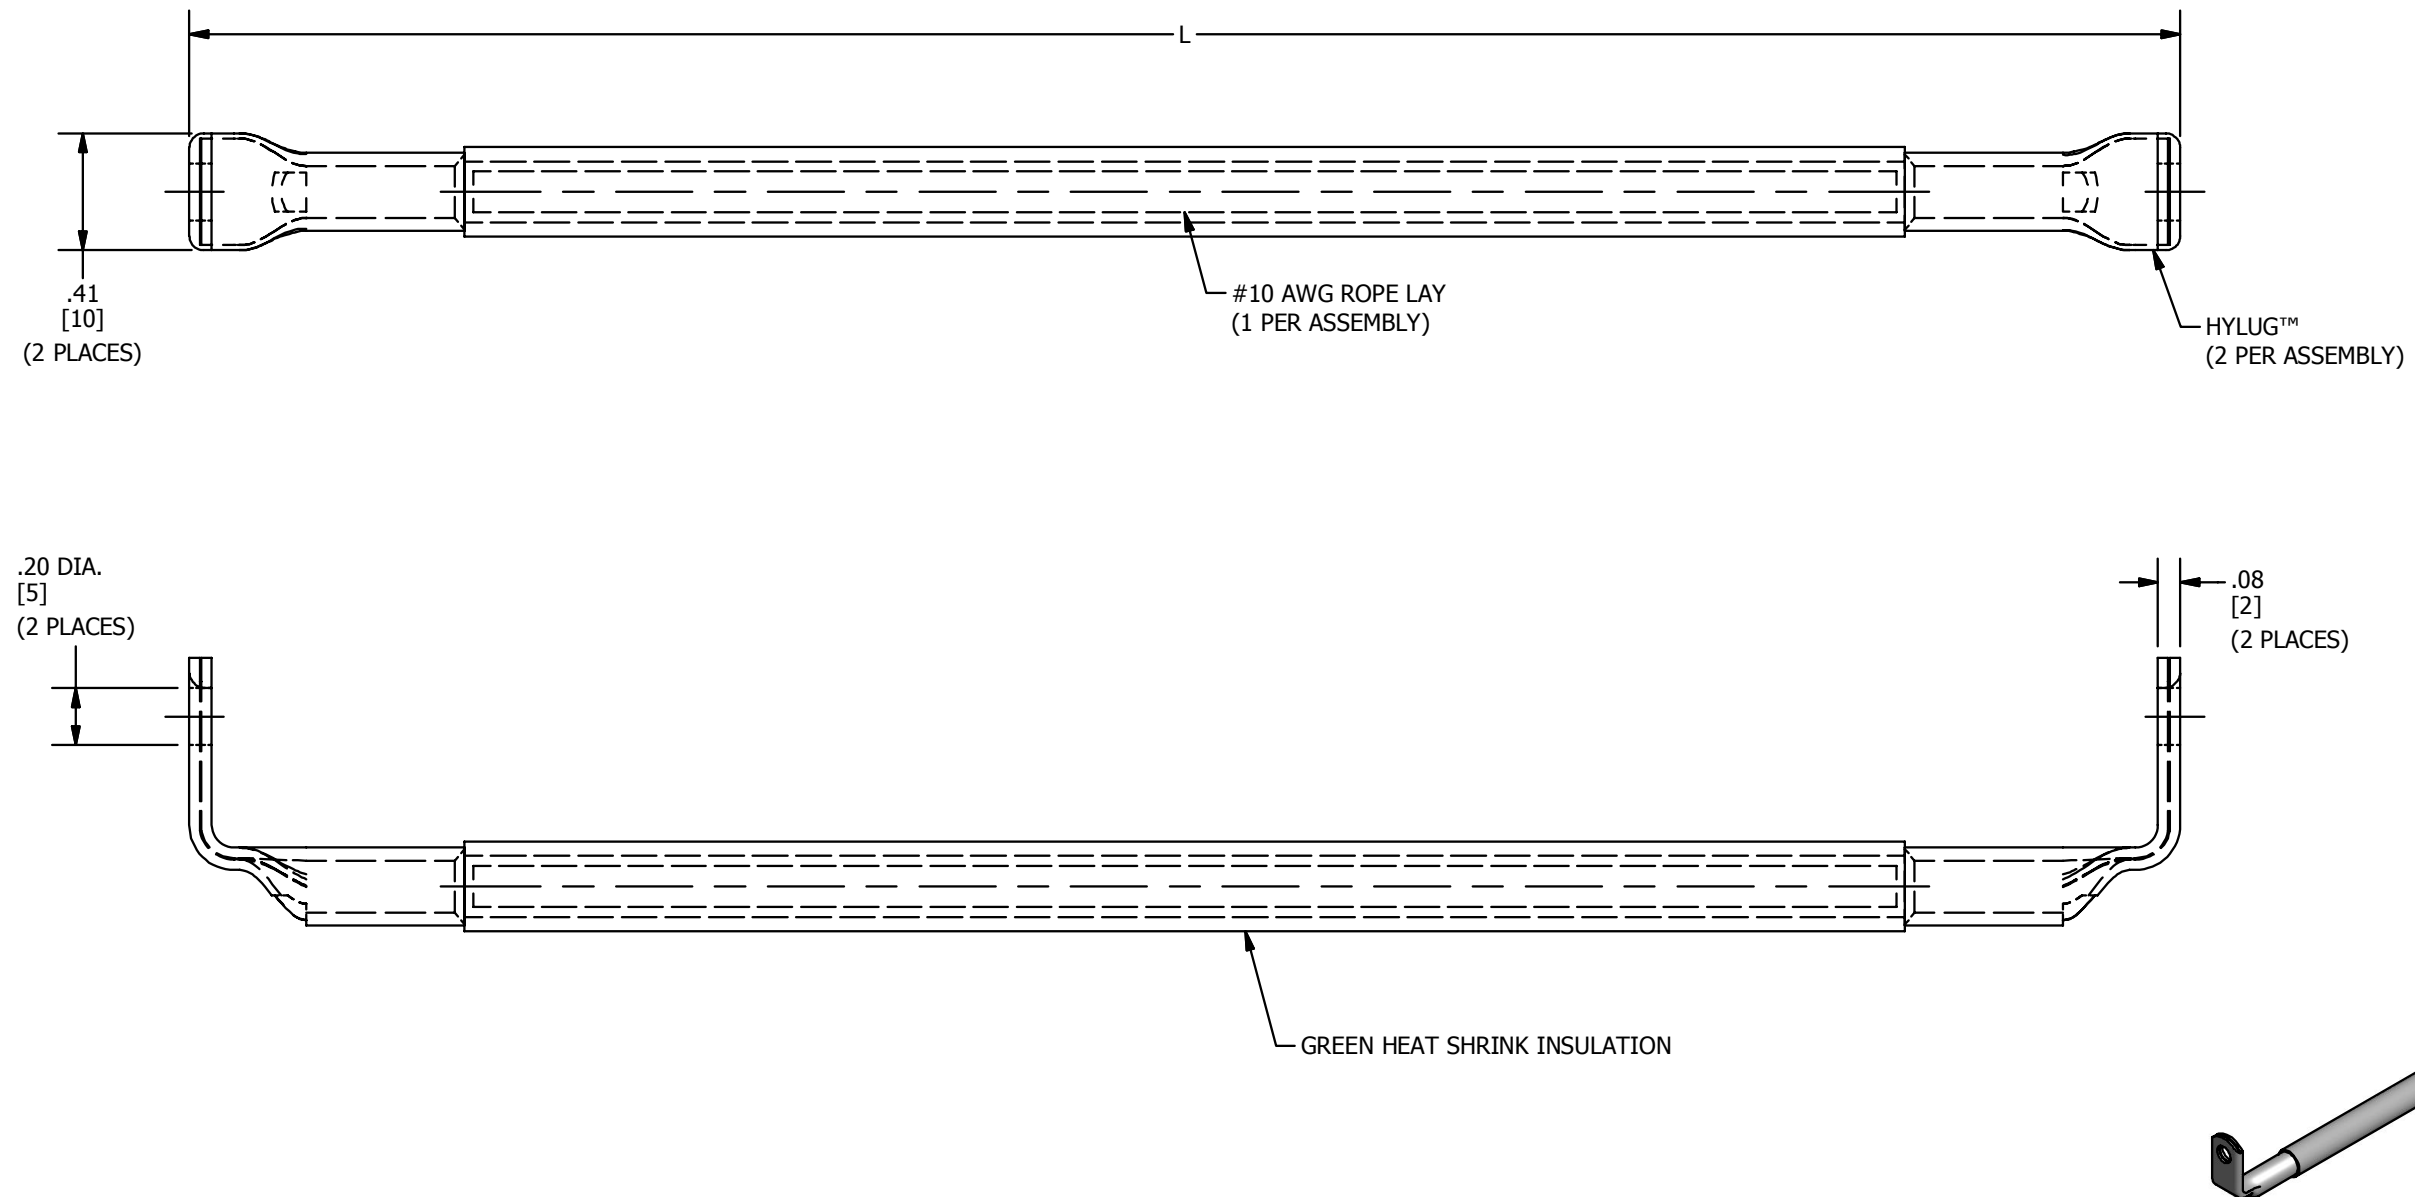 L
.41
[10]
(2 PLACES)
#10 AWG ROPE LAY
(1 PER ASSEMBLY)
HYLUG™
(2 PER ASSEMBLY)
.20 DIA.
[5]
(2 PLACES)
.08
[2]
(2 PLACES)
GREEN HEAT SHRINK INSULATION